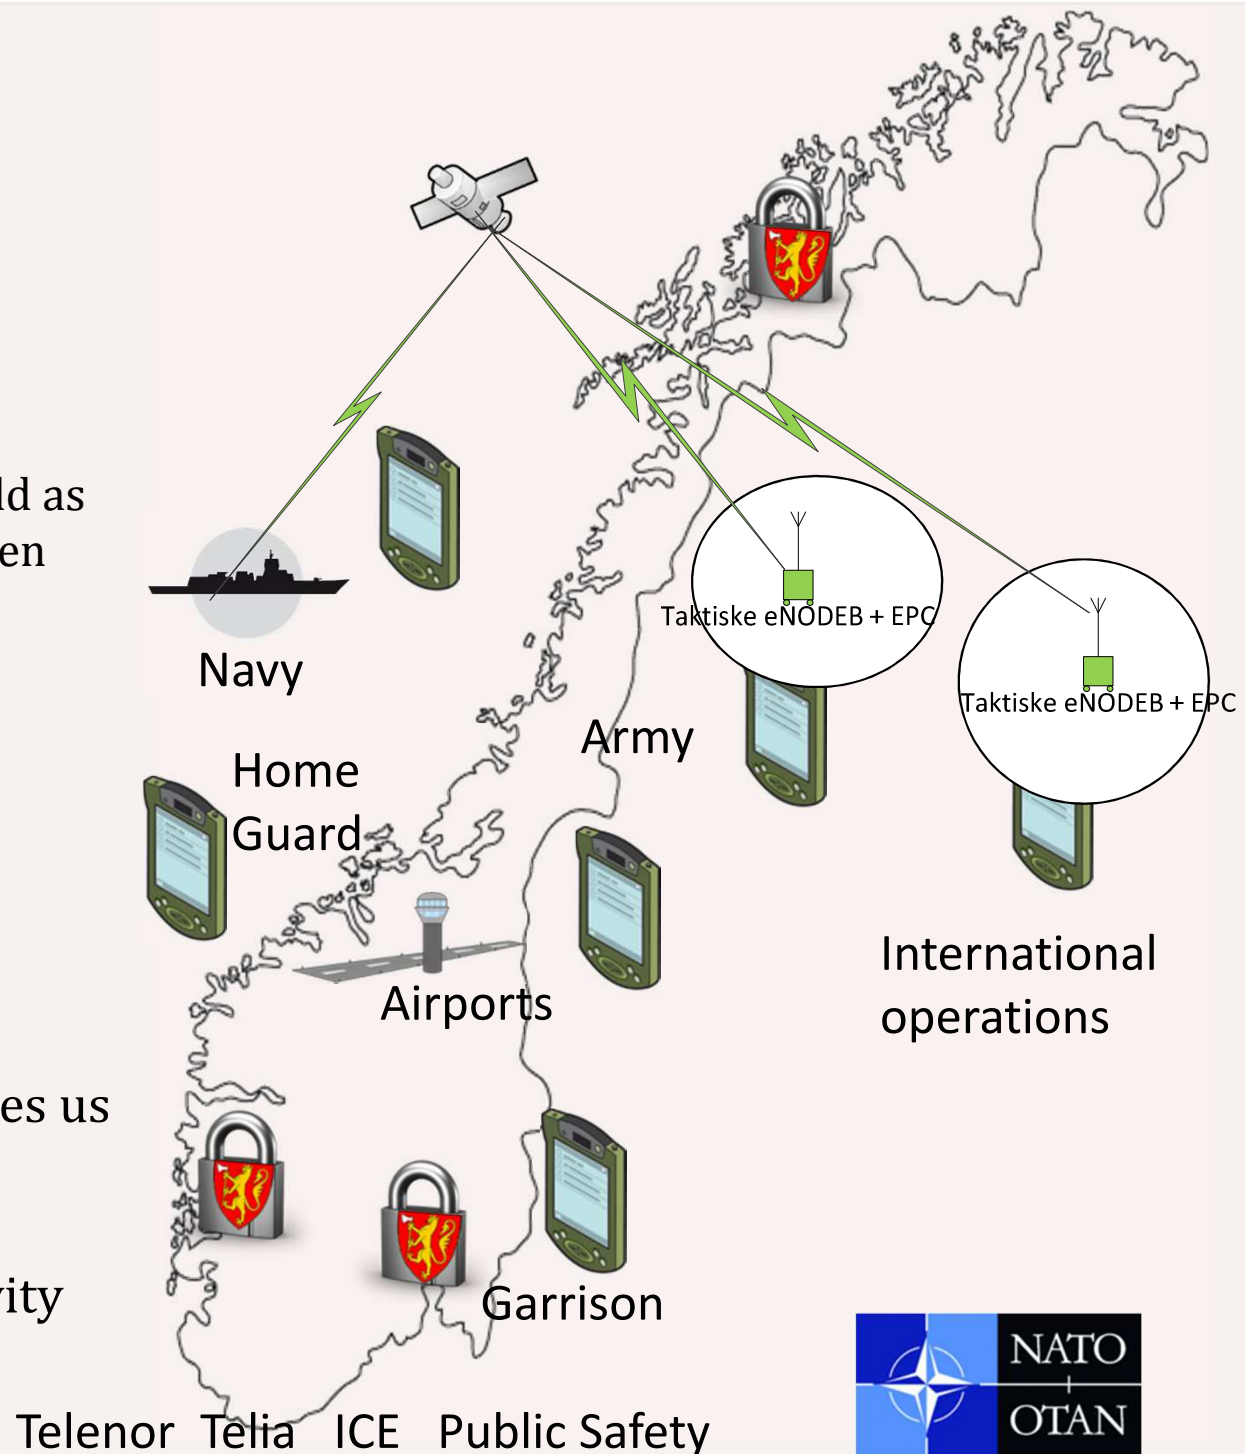 ld as
en
Navy
Taktiske eNODEB + EPC
Taktiske eNODEB + EPC
Army
Home
Guard
International
operations
Airports
es us
vity
Garrison
NATO
OTAN
Telenor Telia ICE Public Safety